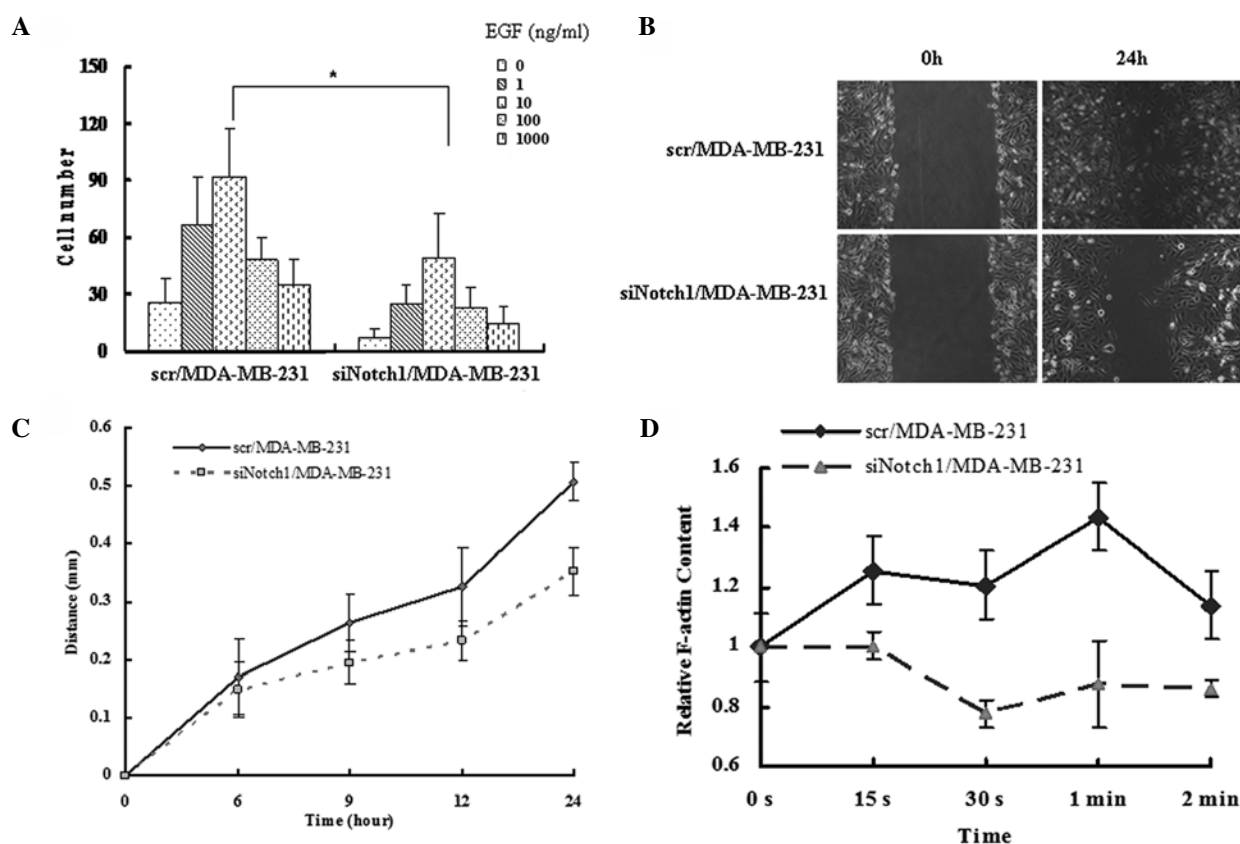 A
EGF (ng/ml)
0
1
10
100
1000
150
120
90
60
30
0
Cell number
*
scr/MDA-MB-231
siNotch1/MDA-MB-231
B
0h
24h
scr/MDA-MB-231
siNotch1/MDA-MB-231
C
scr/MDA-MB-231
siNotch1/MDA-MB-231
0.6
0.5
0.4
0.3
0.2
0.1
0
Distance (mm)
0
6
9
12
24
Time (hour)
D
scr/MDA-MB-231
siNotch1/MDA-MB-231
1.6
1.4
1.2
1
0.8
0.6
Relative F-actin Content
0 s
15 s
30 s
1 min
2 min
Time